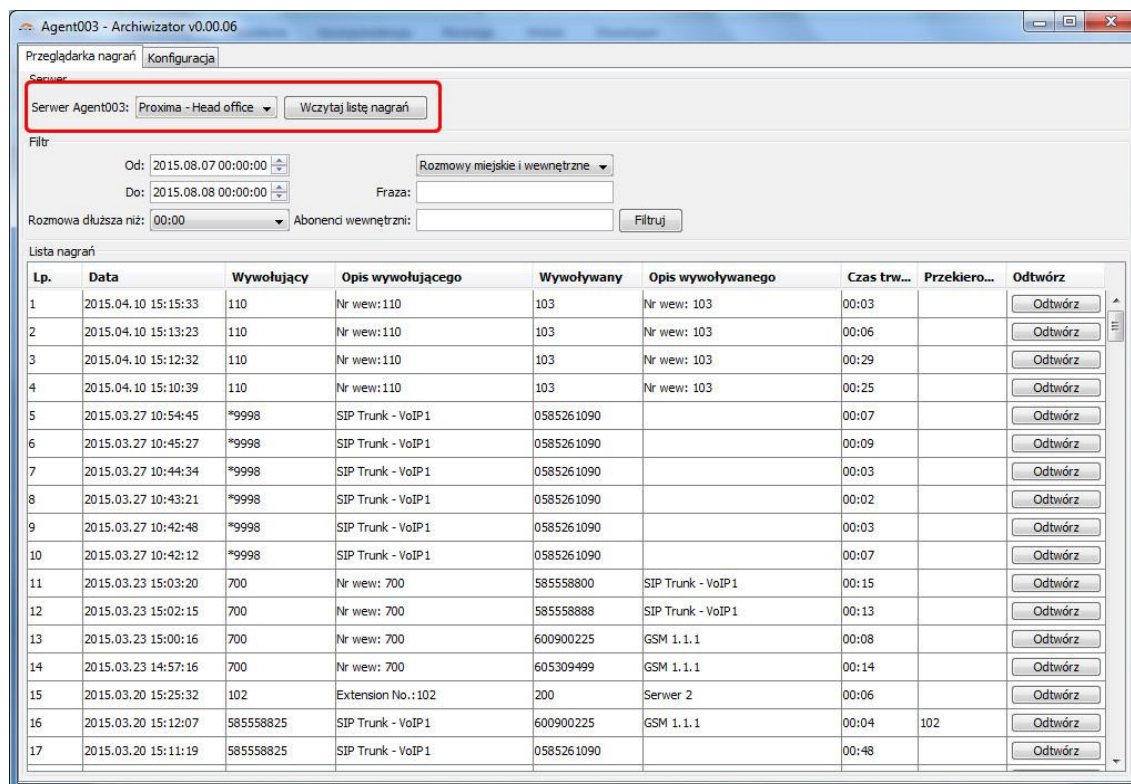 Agent003 - Archiwizator v0.00.06
Przeglądarka nagrań Konfiguracja
Serwer
Serwer Agent003: Proxima - Head office Wczytaj listę nagrań
Filtr
Od: 2015.08.07 00:00:00 Rozmowy miejskie i wewnętrzne
Do: 2015.08.08 00:00:00 Fraza:
Rozmowa dłuższa niż: 00:00 Abonenci wewnętrzni: Filtruj
Lista nagrań
Lp. Data Wywołujący Opis wywołującego Wywoływany Opis wywoływanego Czas trw... Przekiero... Odtwórz
1 2015.04.10 15:15:33 110 Nr wew:110 103 Nr wew: 103 00:03 Odtwórz
2 2015.04.10 15:13:23 110 Nr wew:110 103 Nr wew: 103 00:06 Odtwórz
3 2015.04.10 15:12:32 110 Nr wew:110 103 Nr wew: 103 00:29 Odtwórz
4 2015.04.10 15:10:39 110 Nr wew:110 103 Nr wew: 103 00:25 Odtwórz
5 2015.03.27 10:54:45 *9998 SIP Trunk - VoIP1 0585261090 00:07 Odtwórz
6 2015.03.27 10:45:27 *9998 SIP Trunk - VoIP1 0585261090 00:09 Odtwórz
7 2015.03.27 10:44:34 *9998 SIP Trunk - VoIP1 0585261090 00:03 Odtwórz
8 2015.03.27 10:43:21 *9998 SIP Trunk - VoIP1 0585261090 00:02 Odtwórz
9 2015.03.27 10:42:48 *9998 SIP Trunk - VoIP1 0585261090 00:03 Odtwórz
10 2015.03.27 10:42:12 *9998 SIP Trunk - VoIP1 0585261090 00:07 Odtwórz
11 2015.03.23 15:03:20 700 Nr wew: 700 585558800 SIP Trunk - VoIP1 00:15 Odtwórz
12 2015.03.23 15:02:15 700 Nr wew: 700 585558888 SIP Trunk - VoIP1 00:13 Odtwórz
13 2015.03.23 15:00:16 700 Nr wew: 700 600900225 GSM 1.1.1 00:08 Odtwórz
14 2015.03.23 14:57:16 700 Nr wew: 700 605309499 GSM 1.1.1 00:14 Odtwórz
15 2015.03.20 15:25:32 102 Extension No.:102 200 Serwer 2 00:06 Odtwórz
16 2015.03.20 15:12:07 585558825 SIP Trunk - VoIP1 600900225 GSM 1.1.1 00:04 102 Odtwórz
17 2015.03.20 15:11:19 585558825 SIP Trunk - VoIP1 0585261090 00:48 Odtwórz